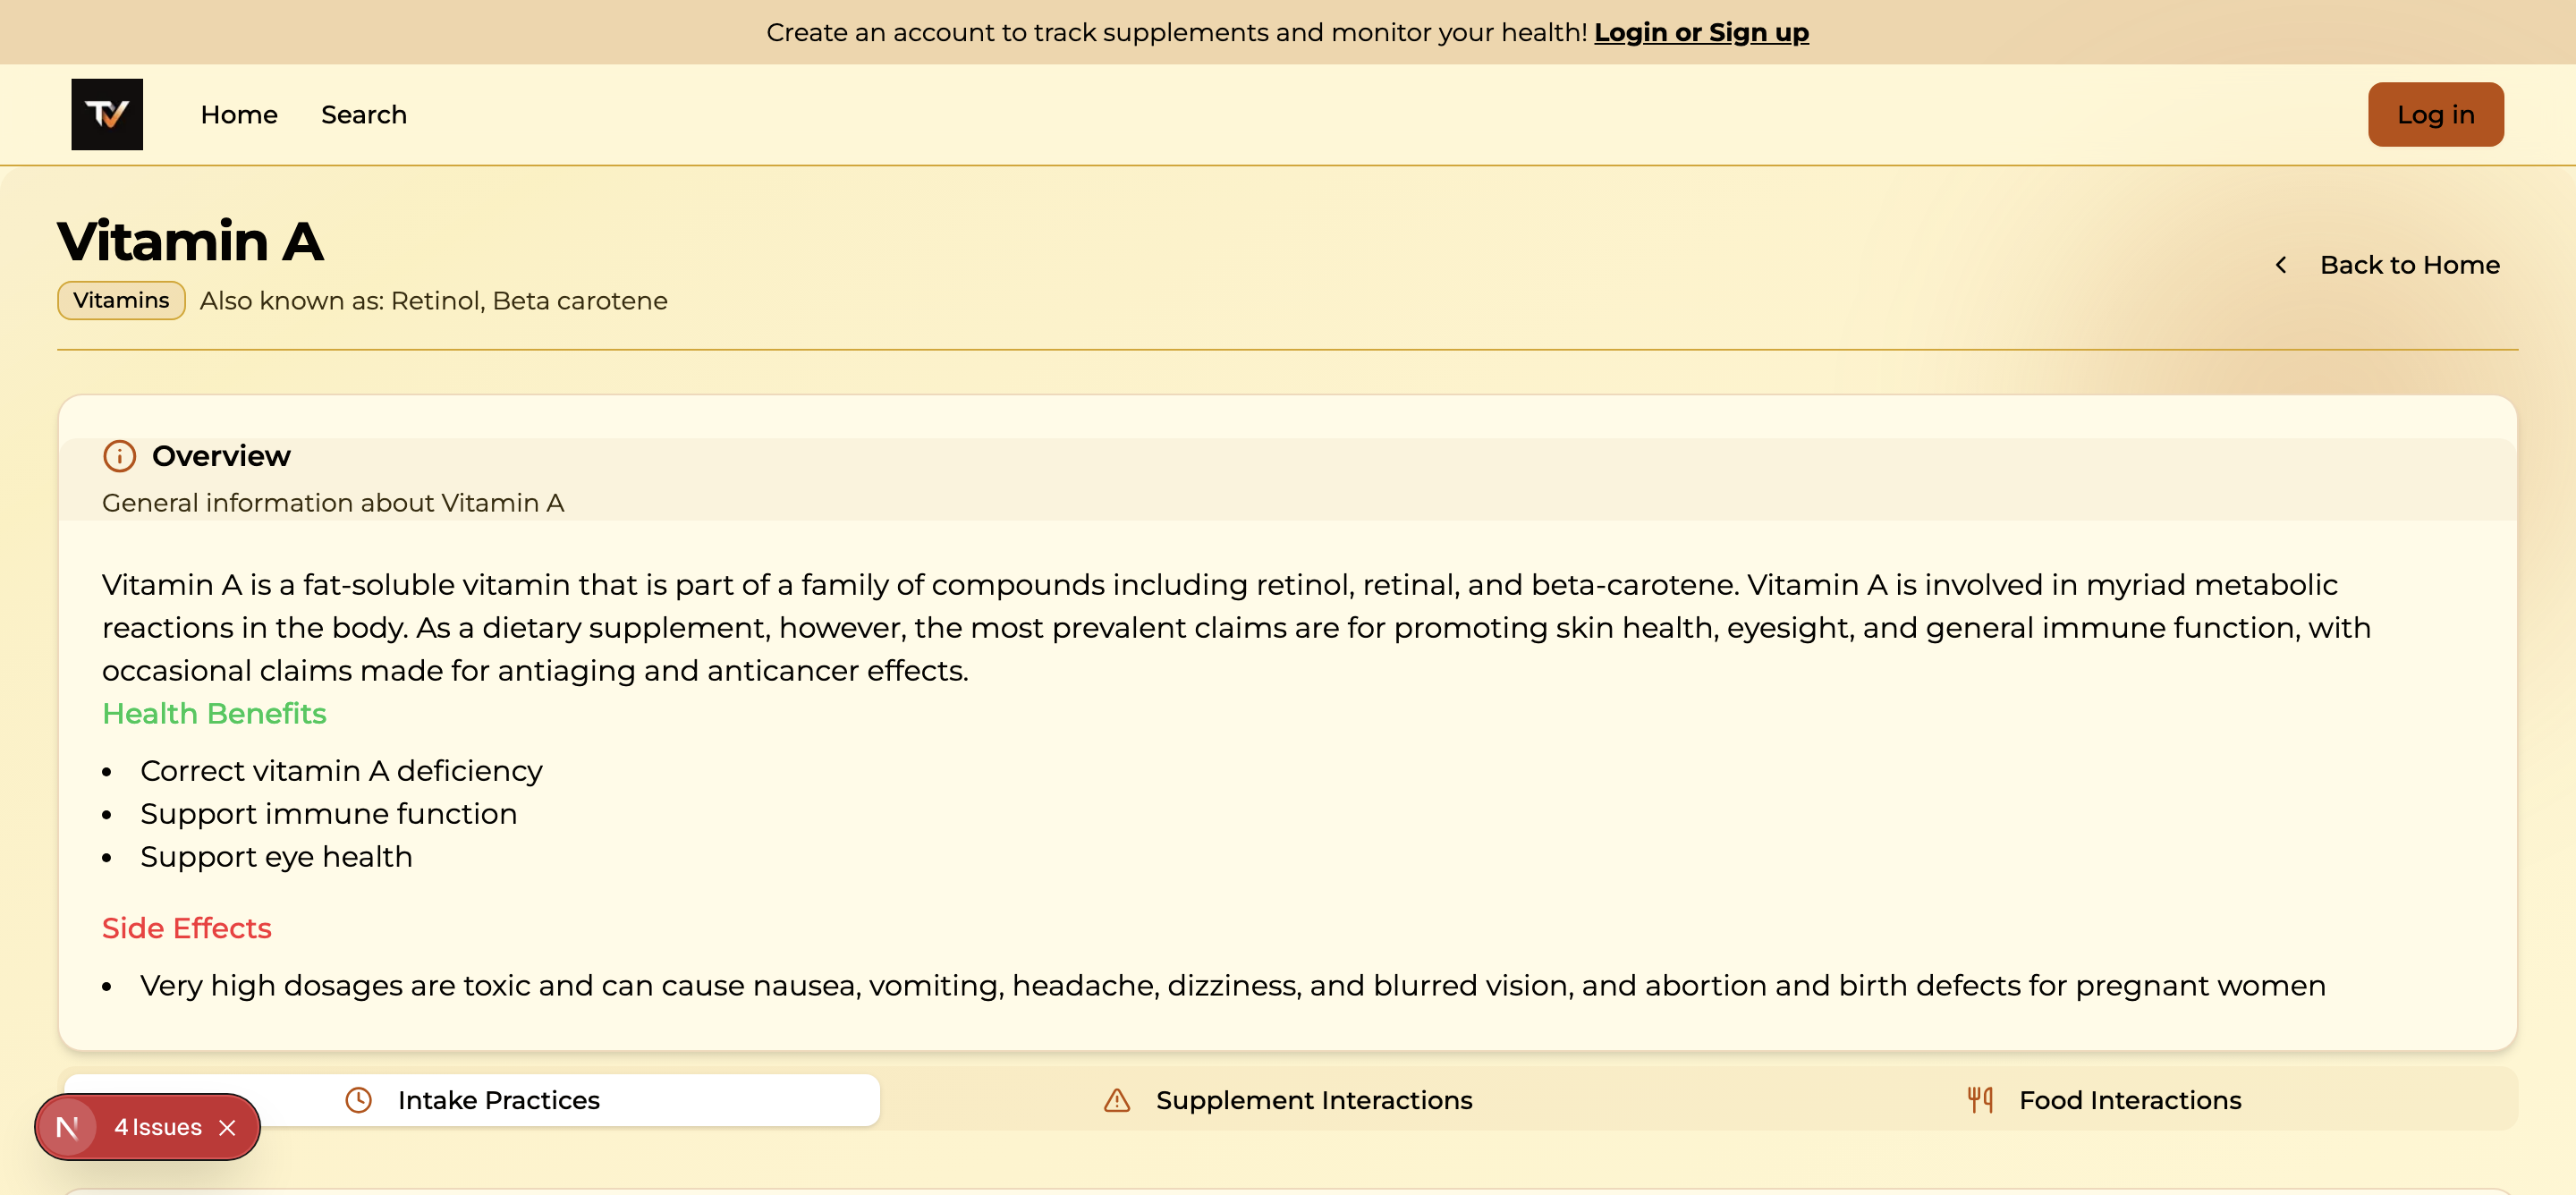 Create an account to track supplements and monitor your health! Login or Sign up
TV
Home
Search
Log in
Vitamin A
Back to Home
Vitamins
Also known as: Retinol, Beta carotene
Overview
General information about Vitamin A
Vitamin A is a fat-soluble vitamin that is part of a family of compounds including retinol, retinal, and beta-carotene. Vitamin A is involved in myriad metabolic
reactions in the body. As a dietary supplement, however, the most prevalent claims are for promoting skin health, eyesight, and general immune function, with
occasional claims made for antiaging and anticancer effects.
Health Benefits
• Correct vitamin A deficiency
• Support immune function
• Support eye health
Side Effects
• Very high dosages are toxic and can cause nausea, vomiting, headache, dizziness, and blurred vision, and abortion and birth defects for pregnant women
Intake Practices
Supplement Interactions
Food Interactions
N
4 Issues